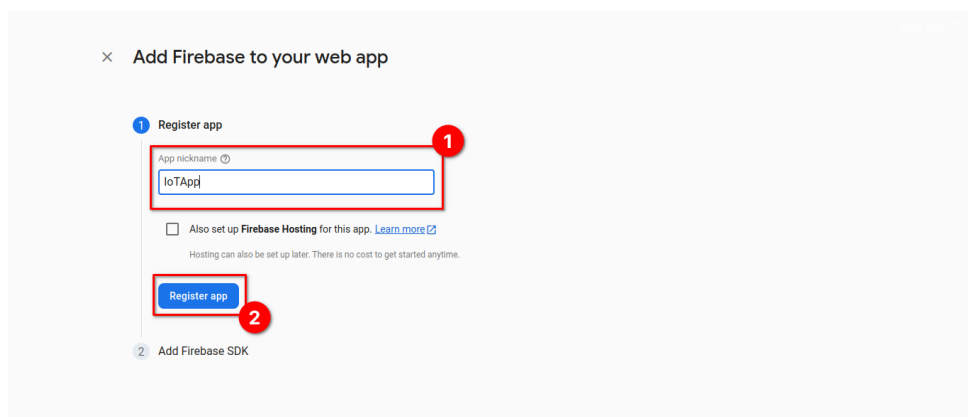 Add Firebase to your web app
1 Register app
1
App nickname
IoTApp
Also set up Firebase Hosting for this app. Learn more
Hosting can also be set up later. There is no cost to get started anytime.
Register app
2
2 Add Firebase SDK